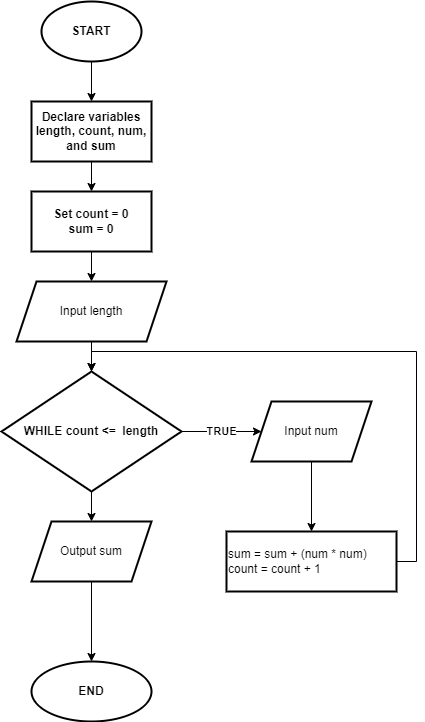 START
Declare variables
length, count, num,
and sum
Set count = 0
sum = 0
Input length
WHILE count <= length
TRUE
Input num
sum = sum + (num * num)
count = count + 1
Output sum
END